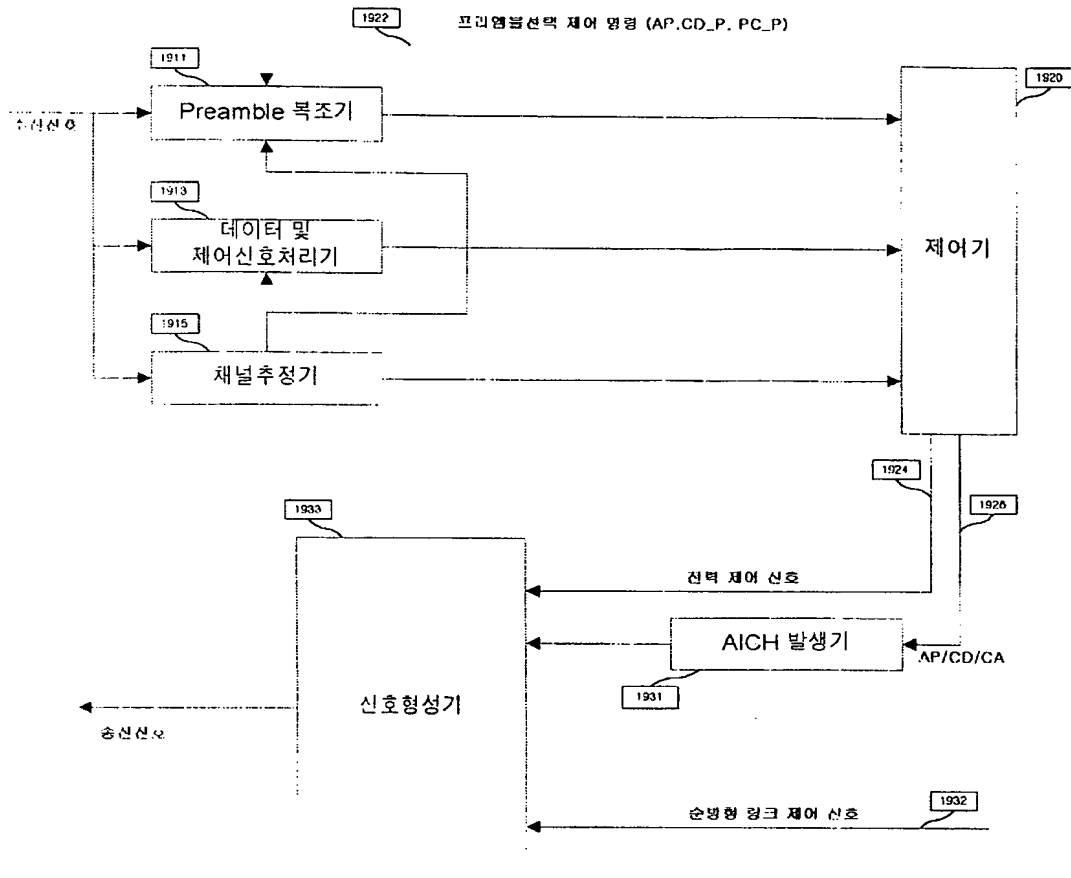 1922
프리앰블선택 제어 명령 (AP.CD_P. PC_P)
1911
1920
Preamble 복조기
수신신호
1913
데이터 및
제어신호처리기
제어기
1915
채널추정기
1924
1926
1933
전력 제어 신호
AICH 발생기
AP/CD/CA
1931
신호형성기
송신신호
1932
순방향 링크 제어 신호